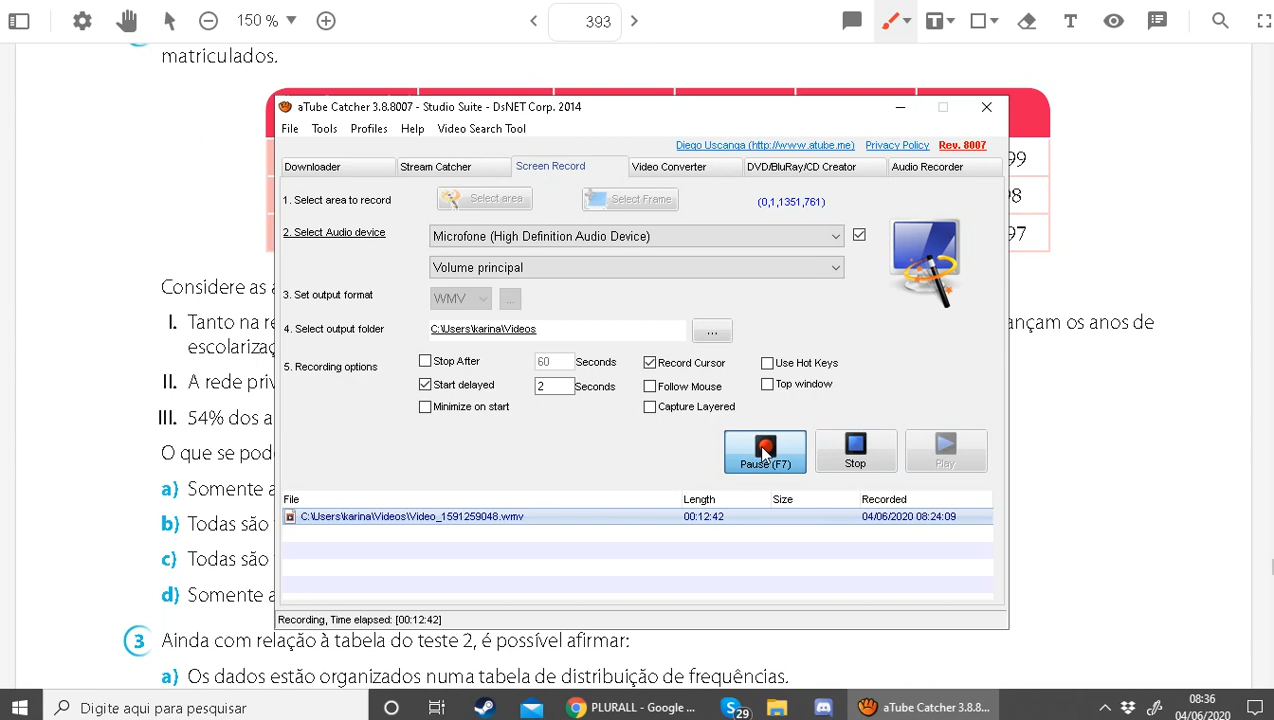 150 %
393
matriculados.
aTube Catcher 3.8.8007 - Studio Suite - DsNET Corp. 2014
File Tools Profiles Help Video Search Tool
Diego Uscanga (http://www.atube.me) Privacy Policy Rev. 8007
Downloader Stream Catcher Screen Record Video Converter DVD/BluRay/CD Creator Audio Recorder
99
1. Select area to record Select area Select Frame (0,1,1351,761)
98
2. Select Audio device Microfone (High Definition Audio Device)
97
Volume principal
Considere as a
3. Set output format WMV ...
I. Tanto na re ançam os anos de
4. Select output folder C:\Users\karina\Videos ...
escolarizaç
5. Recording options Stop After 60 Seconds Record Cursor Use Hot Keys
II. A rede priv
Start delayed 2 Seconds Follow Mouse Top window
Minimize on start Capture Layered
III. 54% dos a
O que se pod
Pause (F7) Stop Play
a) Somente a
File Length Size Recorded
C:\Users\karina\Videos\Video_1591259048.wmv 00:12:42 04/06/2020 08:24:09
b) Todas são
c) Todas são
d) Somente a
Recording, Time elapsed: [00:12:42]
3 Ainda com relação à tabela do teste 2, é possível afirmar:
a) Os dados estão organizados numa tabela de distribuição de frequências.
Digite aqui para pesquisar
PLURALL - Google ...
29
aTube Catcher 3.8.8...
08:36
04/06/2020